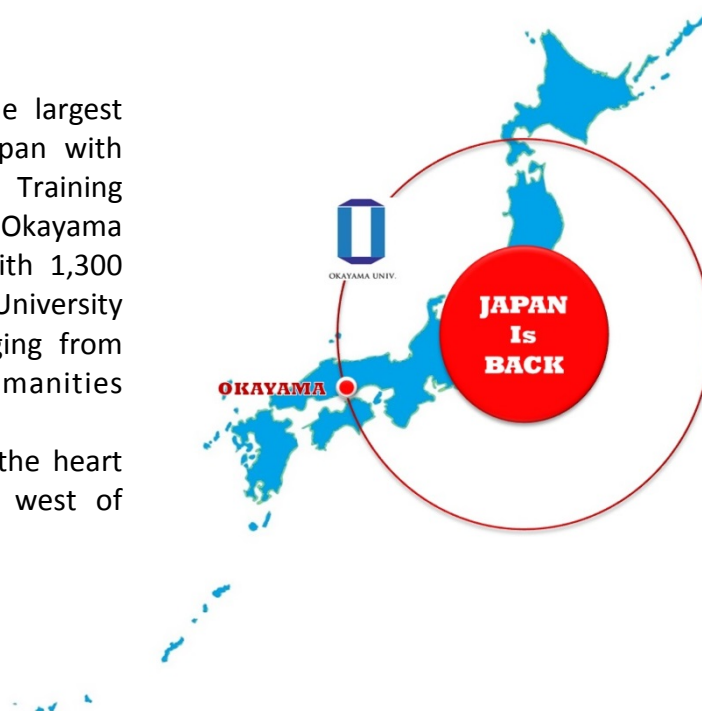 e largest
pan with
Training
Okayama
ith 1,300
University
ging from
manities
the heart
west of
OKAYAMA UNIV.
JAPAN
Is
BACK
OKAYAMA